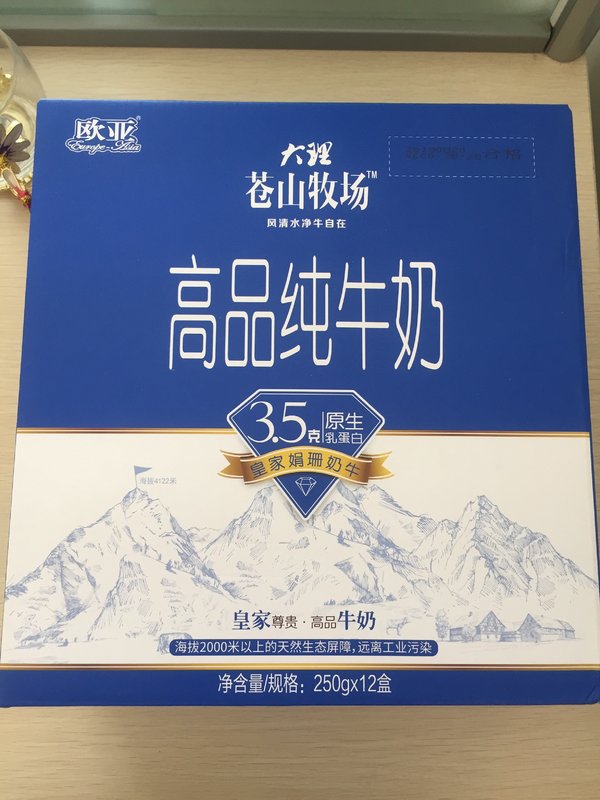 欧亚®
Europe-Asia
大理
苍山牧场™
风清水净牛自在
合格
高品纯牛奶
3.5克 原生乳蛋白
皇家娟珊奶牛
海拔4122米
皇家尊贵·高品牛奶
海拔2000米以上的天然生态屏障,远离工业污染
净含量/规格:250gx12盒